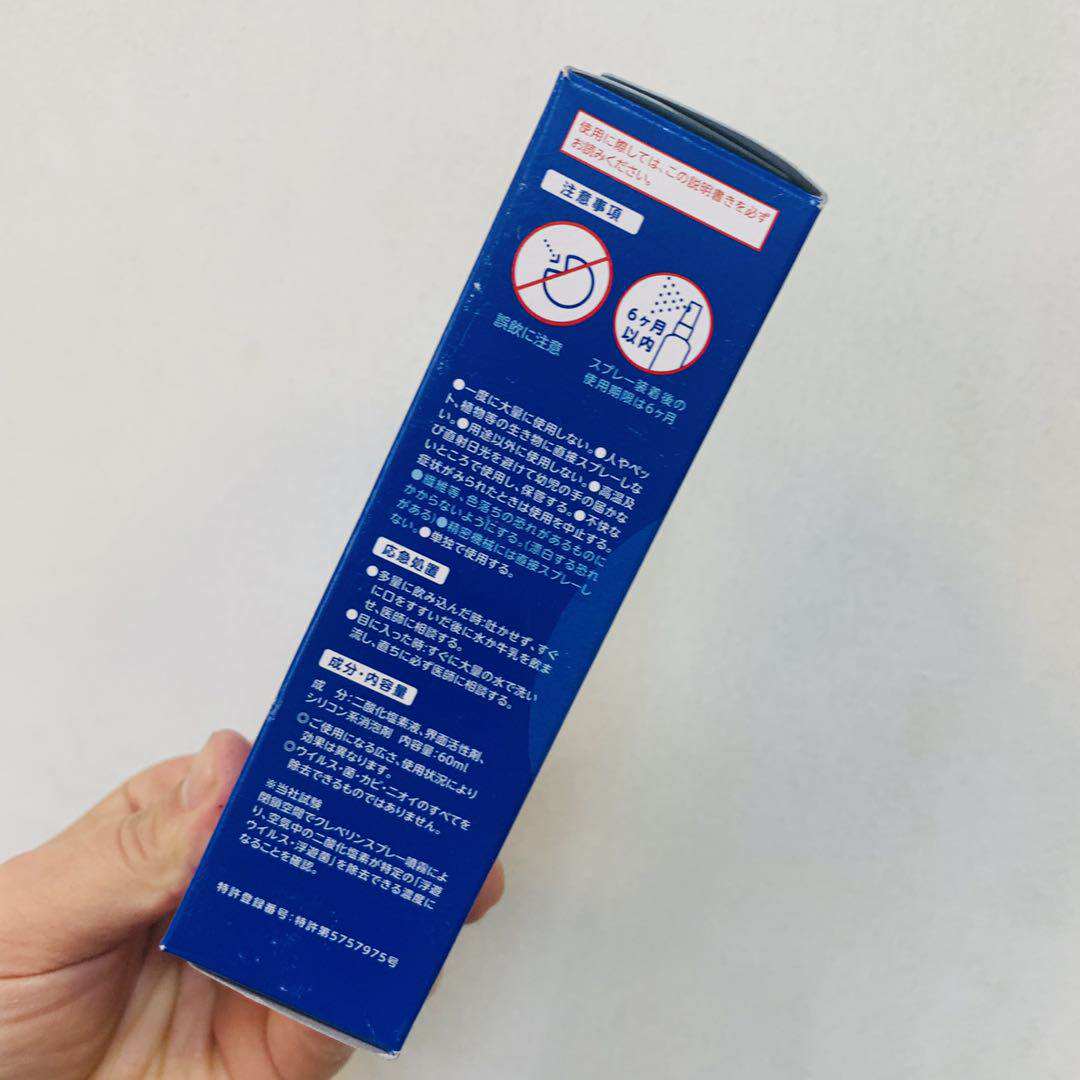 使用に際しては、この説明書きを必ず
お読みください。
注意事項
6ヶ月
以内
誤飲に注意
スプレー装着後の
使用期限は6ヶ月
●一度に大量に使用しない。●人やペッ
ト、植物等の生き物に直接スプレーしな
い。●用途以外に使用しない。●高温及
び直射日光を避けて幼児の手の届かな
いところで使用し、保管する。●不快な
症状がみられたときは使用を中止する。
●繊維等、色落ちの恐れがあるものに
かからないようにする。(漂白する恐れ
がある)●精密機械には直接スプレーし
ない。●単独で使用する。
応急処置
●多量に飲み込んだ時:吐かせず、すぐ
に口をすすいだ後に水か牛乳を飲ま
せ、医師に相談する。
●目に入った時:すぐに大量の水で洗い
流し、直ちに必ず医師に相談する。
成分・内容量
成 分:二酸化塩素液、界面活性剤、
シリコン系消泡剤 内容量:60ml
◎ご使用になる広さ、使用状況により
効果は異なります。
◎ウイルス・菌・カビ・ニオイのすべてを
除去できるものではありません。
※当社試験
閉鎖空間でクレベリンスプレー噴霧によ
り、空気中の二酸化塩素が特定の「浮遊
ウイルス・浮遊菌」を除去できる濃度に
なることを確認。
特許登録番号:特許第5757975号